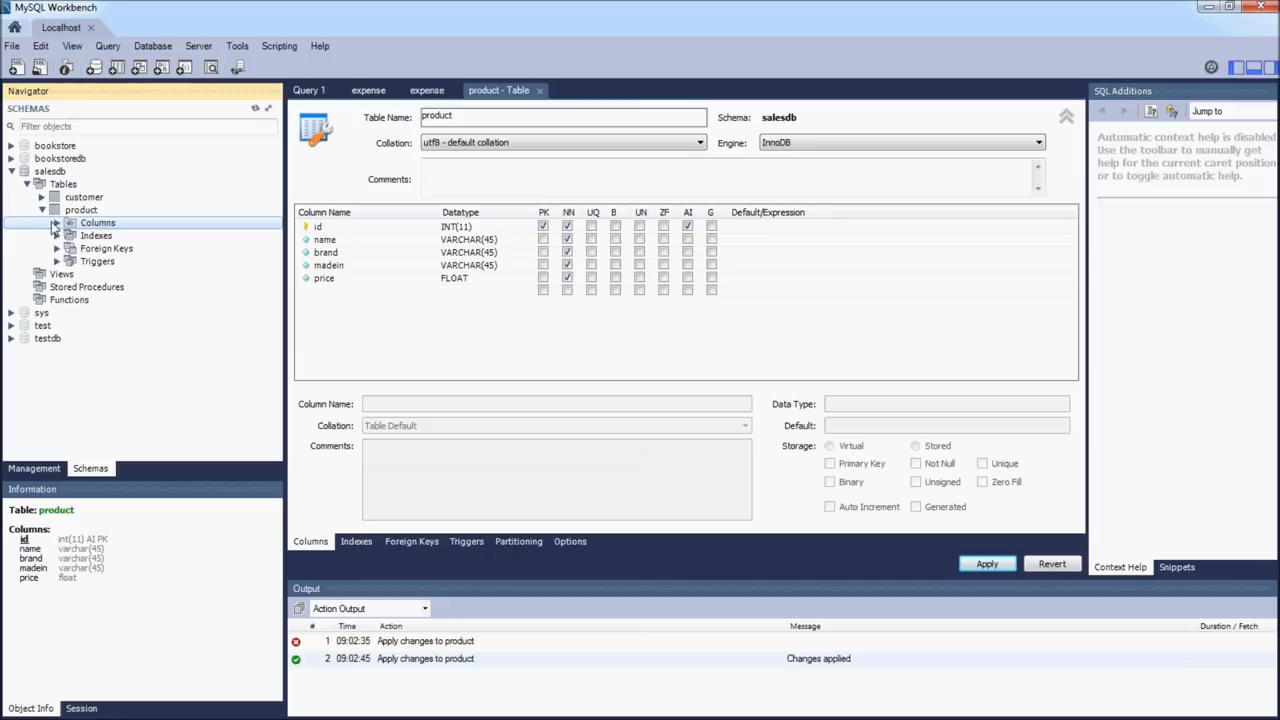 MySQL Workbench
Localhost
File Edit View Query Database Server Tools Scripting Help
Navigator
SCHEMAS
Filter objects
bookstore
bookstoredb
salesdb
Tables
customer
product
Columns
Indexes
Foreign Keys
Triggers
Views
Stored Procedures
Functions
sys
test
testdb
Management Schemas
Information
Table: product
Columns:
id int(11) AI PK
name varchar(45)
brand varchar(45)
madein varchar(45)
price float
Object Info Session
Query 1 expense expense product - Table
Table Name: product Schema: salesdb
Collation: utf8 - default collation Engine: InnoDB
Comments:
Column Name Datatype PK NN UQ B UN ZF AI G Default/Expression
id INT(11)
name VARCHAR(45)
brand VARCHAR(45)
madein VARCHAR(45)
price FLOAT
Column Name: Data Type:
Collation: Table Default Default:
Comments: Storage: Virtual Stored
Primary Key Not Null Unique
Binary Unsigned Zero Fill
Auto Increment Generated
Columns Indexes Foreign Keys Triggers Partitioning Options
Apply Revert
Output
Action Output
# Time Action Message Duration / Fetch
1 09:02:35 Apply changes to product
2 09:02:45 Apply changes to product Changes applied
SQL Additions
Jump to
Automatic context help is disabled
Use the toolbar to manually get
help for the current caret position
or to toggle automatic help.
Context Help Snippets